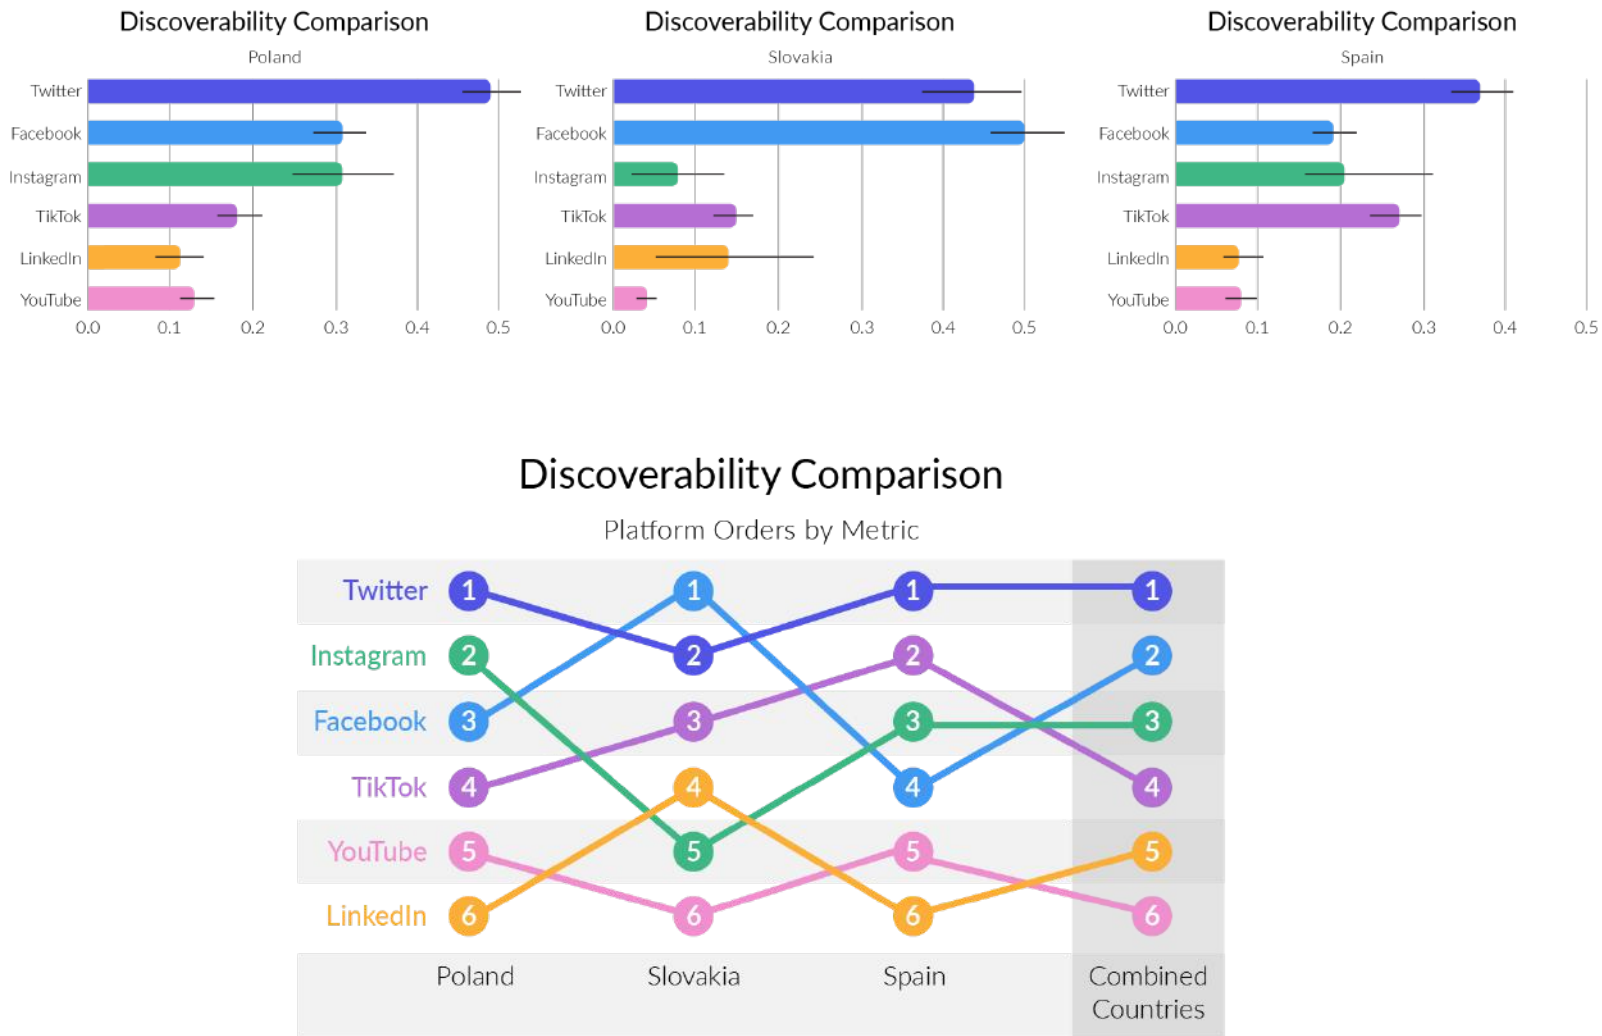 Discoverability Comparison
Poland
Twitter
Facebook
Instagram
TikTok
LinkedIn
YouTube
0.0 0.1 0.2 0.3 0.4 0.5
Discoverability Comparison
Slovakia
Twitter
Facebook
Instagram
TikTok
LinkedIn
YouTube
0.0 0.1 0.2 0.3 0.4 0.5
Discoverability Comparison
Spain
Twitter
Facebook
Instagram
TikTok
LinkedIn
YouTube
0.0 0.1 0.2 0.3 0.4 0.5
Discoverability Comparison
Platform Orders by Metric
Twitter 1 1 1 1
Instagram 2 2 2 2
Facebook 3 3 3 3
TikTok 4 4 4 4
YouTube 5 5 5 5
LinkedIn 6 6 6 6
Poland Slovakia Spain Combined
Countries